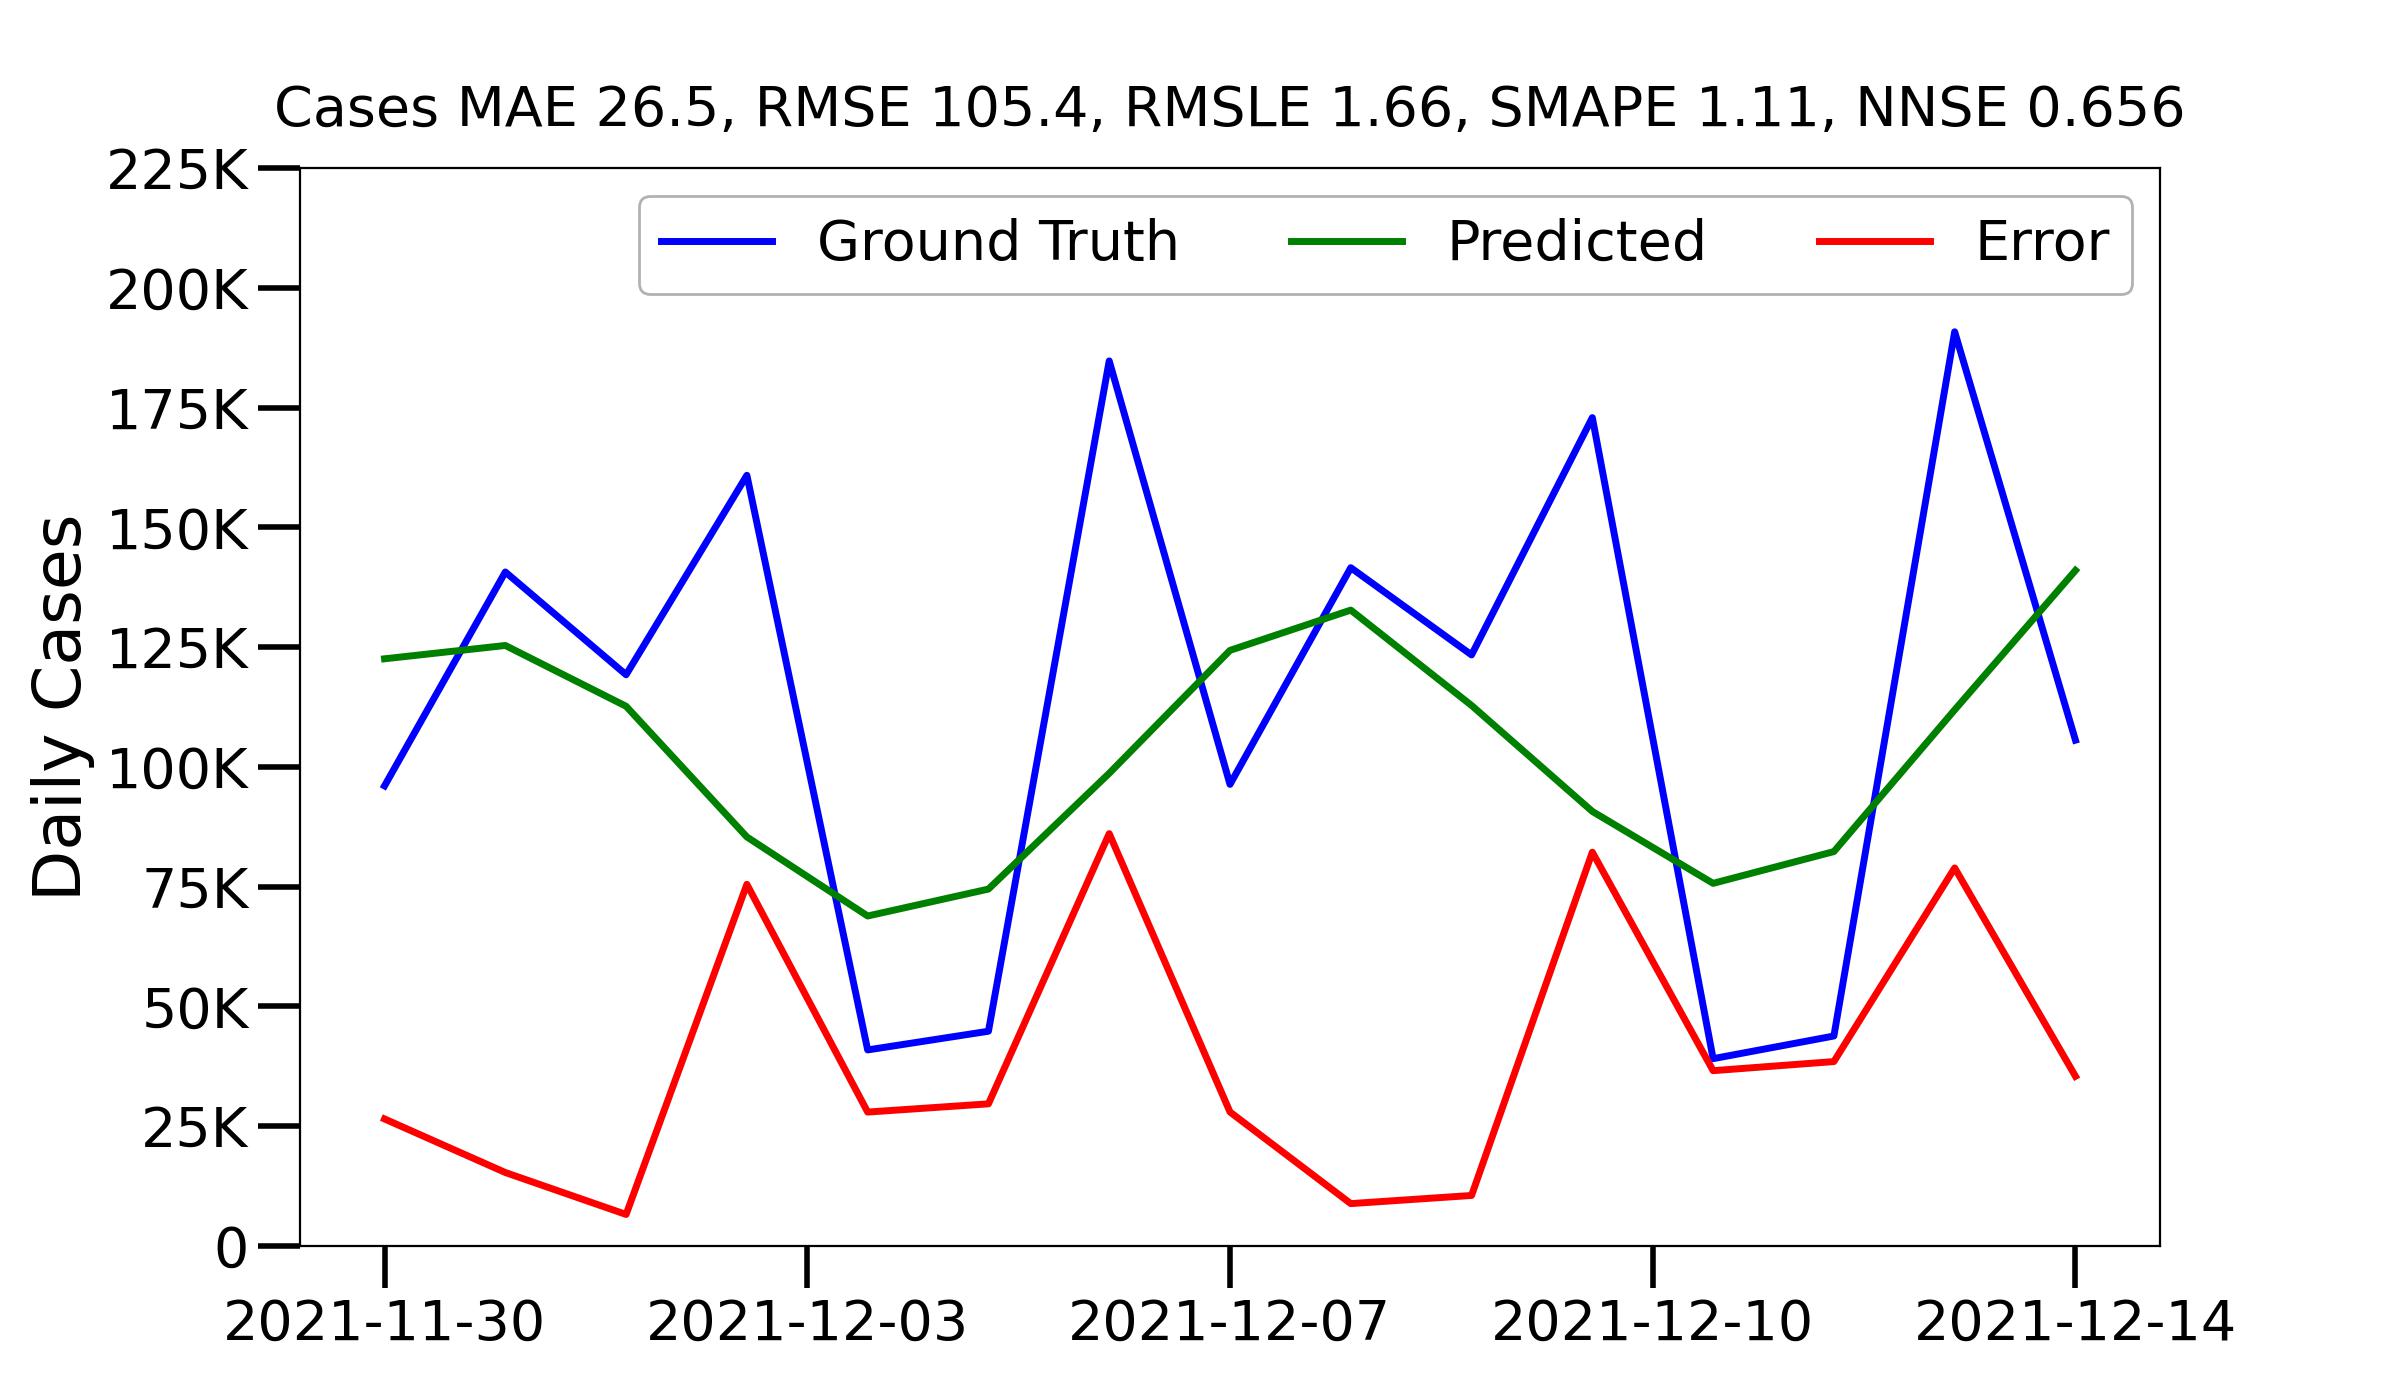 Cases MAE 26.5, RMSE 105.4, RMSLE 1.66, SMAPE 1.11, NNSE 0.656
Ground Truth
Predicted
Error
Daily Cases
225K
200K
175K
150K
125K
100K
75K
50K
25K
0
2021-11-30
2021-12-03
2021-12-07
2021-12-10
2021-12-14